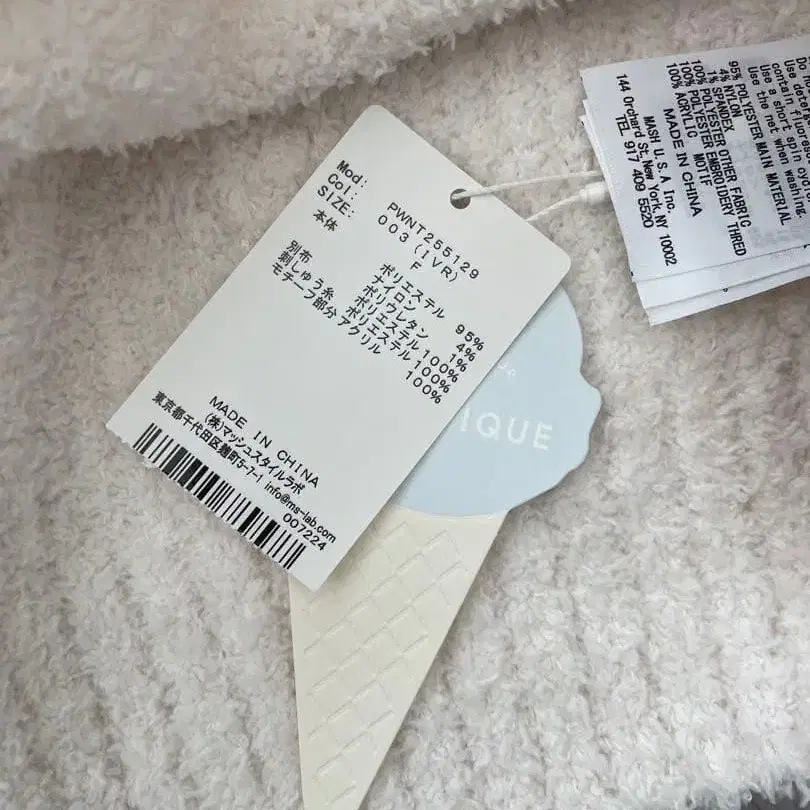 Mod: PWNT255129
Col: 003 (IVR)
SIZE: F
本体 ポリエステル 95%
ナイロン 4%
ポリウレタン 1%
別布 ポリエステル 100%
刺しゅう糸 ポリエステル 100%
モチーフ部分 アクリル 100%
MADE IN CHINA
(株)マッシュスタイルラボ
東京都千代田区麹町5-7-1 info@ms-lab.com
007224
IQUE
Do
Use
contain
Use a short spin
Use the net when washing.
95% POLYESTER MAIN MATERIAL
4% NYLON
1% SPANDEX
100% POLYESTER OTHER FABRIC
100% POLYESTER EMBROIDERY THRED
100% ACRYLIC MOTIF
MADE IN CHINA
MASH U.S.A Inc.
144 Orchard St. New York, NY 10002
TEL 917 409 5520